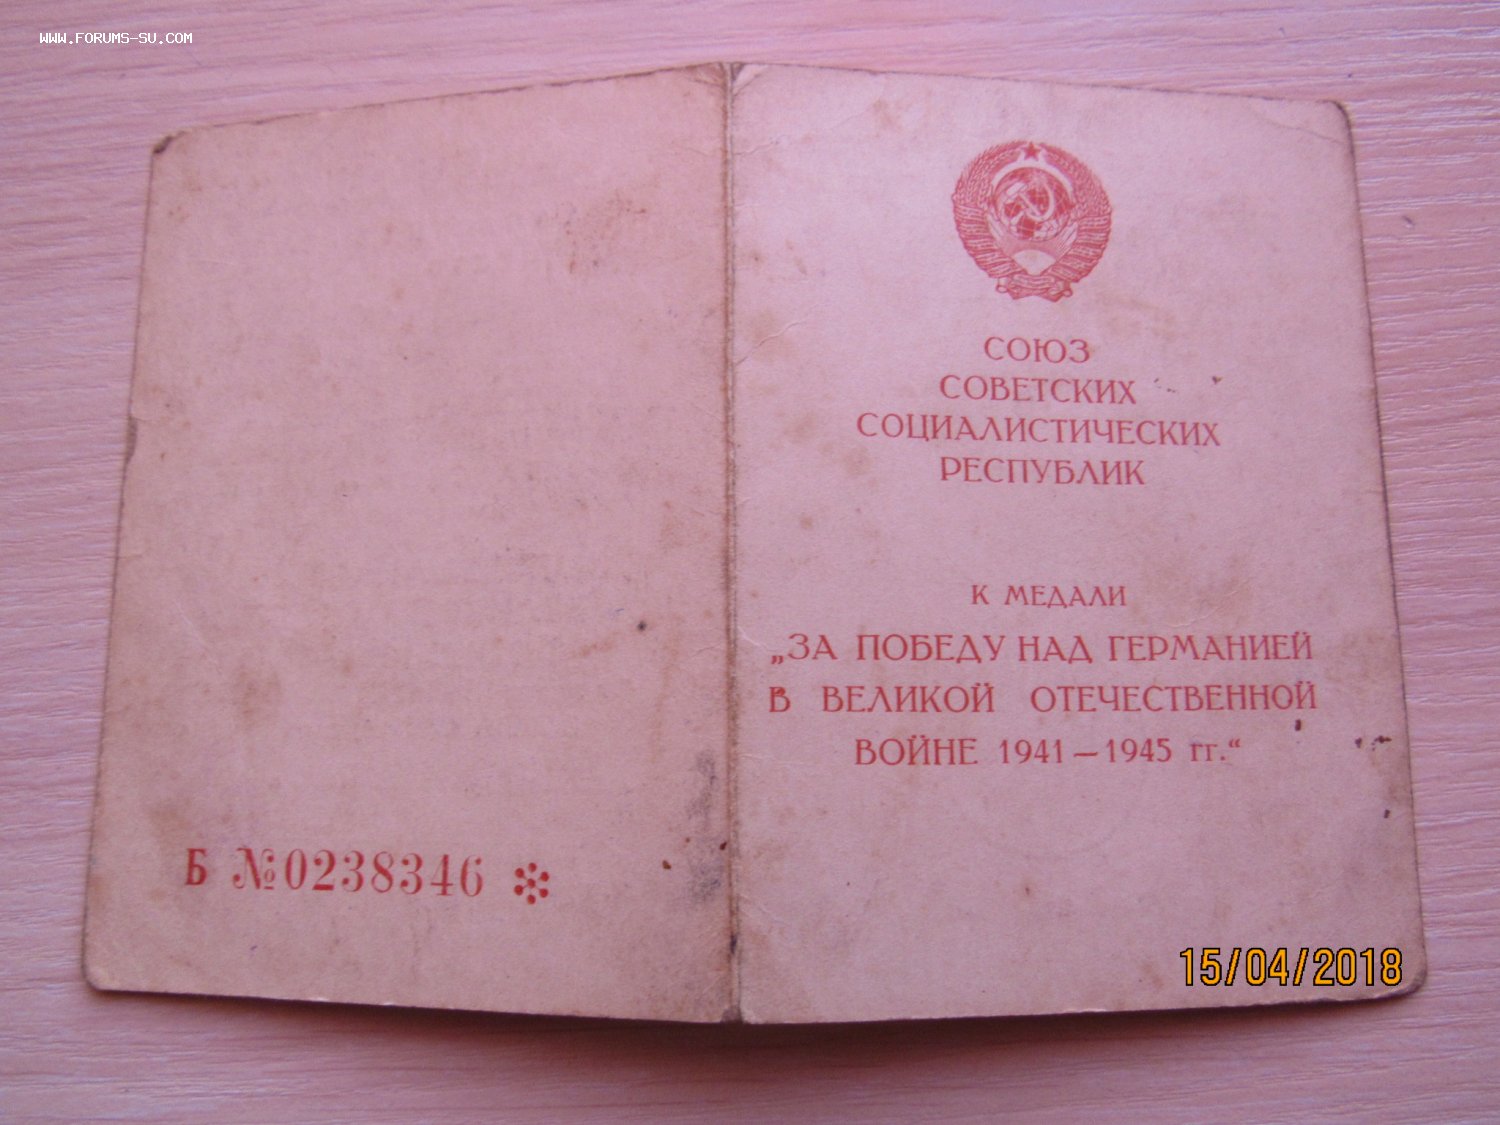 WWW.FORUMS-SU.COM
СОЮЗ
СОВЕТСКИХ
СОЦИАЛИСТИЧЕСКИХ
РЕСПУБЛИК
К МЕДАЛИ
„ЗА ПОБЕДУ НАД ГЕРМАНИЕЙ
В ВЕЛИКОЙ ОТЕЧЕСТВЕННОЙ
ВОЙНЕ 1941—1945 гг.“
Б №0238346
15/04/2018